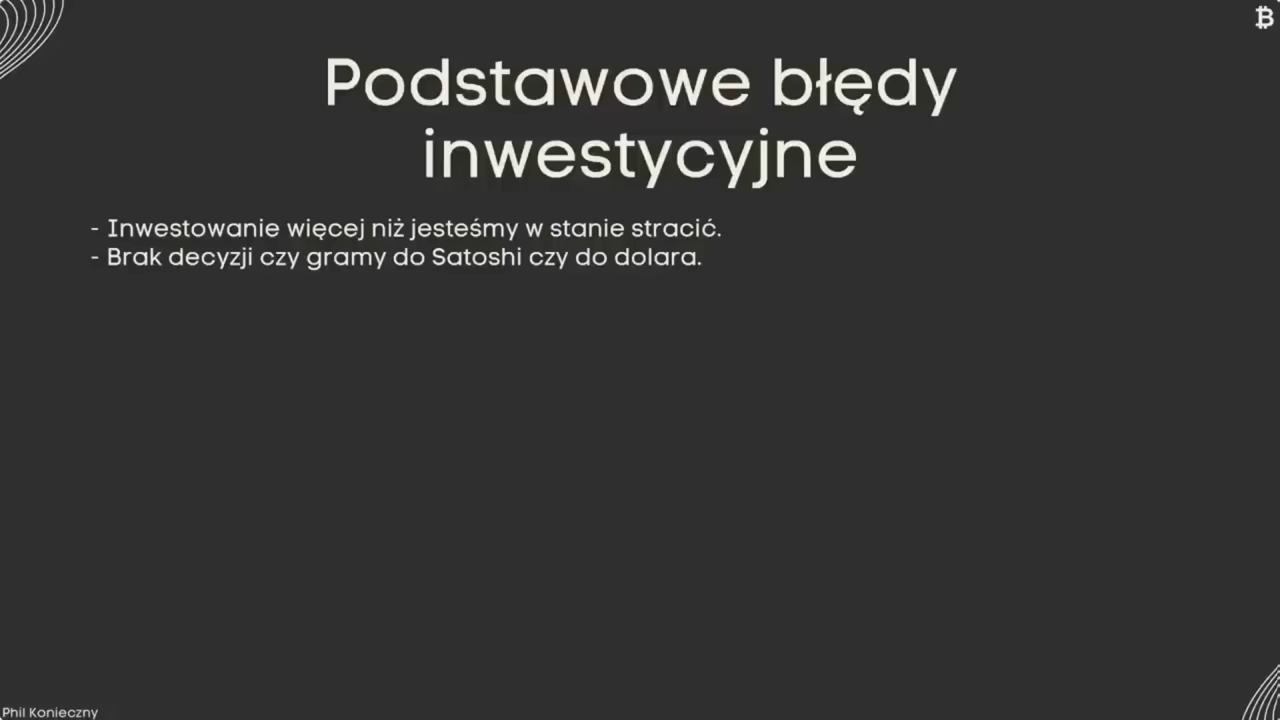 Podstawowe błędy
inwestycyjne
- Inwestowanie więcej niż jesteśmy w stanie stracić.
- Brak decyzji czy gramy do Satoshi czy do dolara.
Phil Konieczny